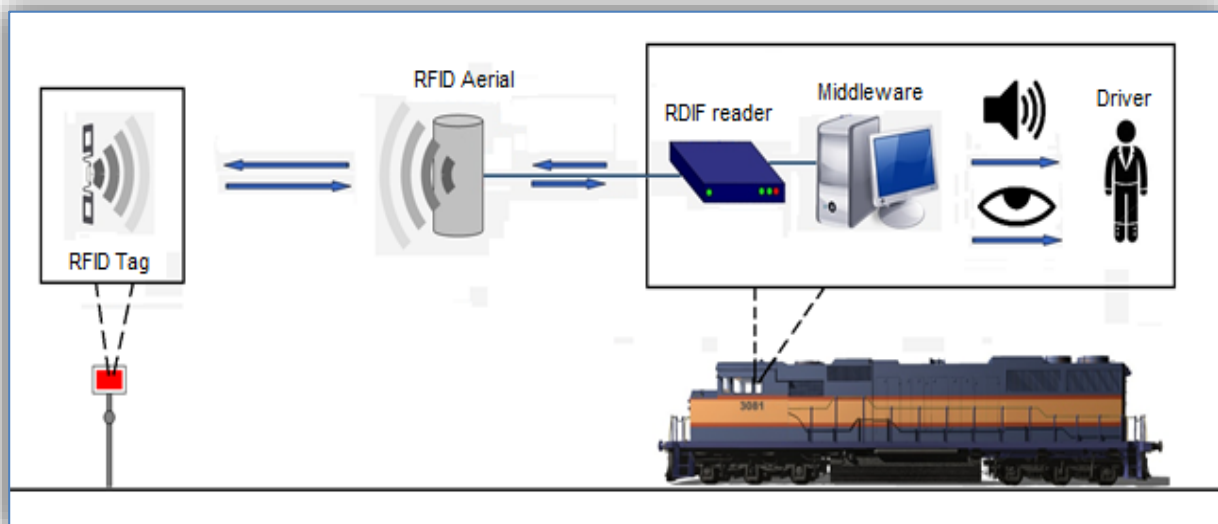 RFID Aerial
RDIF reader
Middleware
Driver
RFID Tag
3081